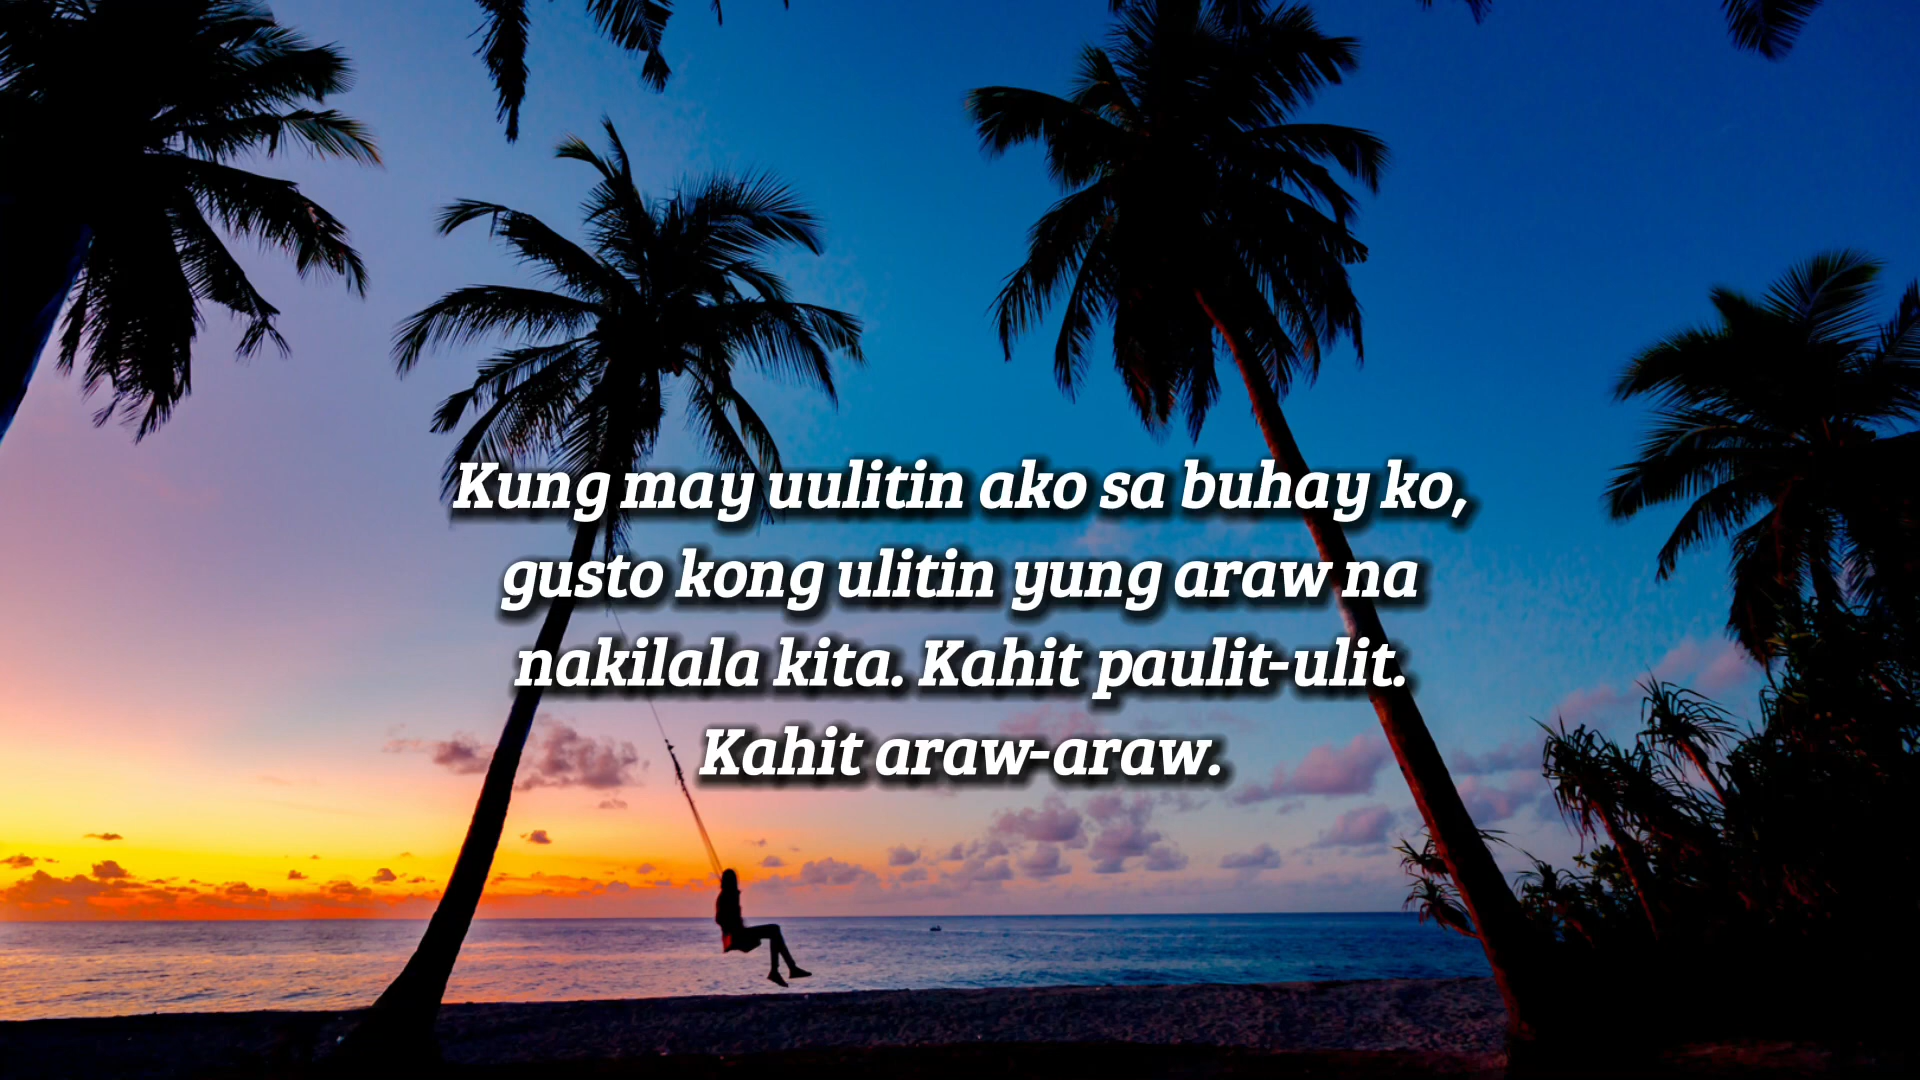 Kung may uulitin ako sa buhay ko,
gusto kong ulitin yung araw na
nakilala kita. Kahit paulit-ulit.
Kahit araw-araw.